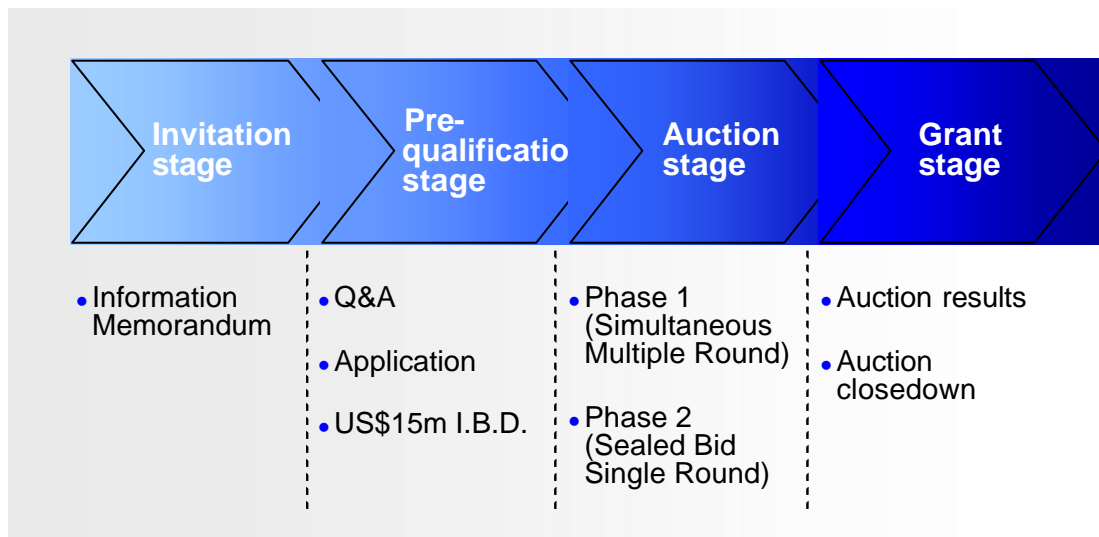 Invitation
stage
Pre-
qualificatio
stage
Auction
stage
Grant
stage
• Information
Memorandum
• Q&A
• Application
• US$15m I.B.D.
• Phase 1
(Simultaneous
Multiple Round)
• Phase 2
(Sealed Bid
Single Round)
• Auction results
• Auction
closedown